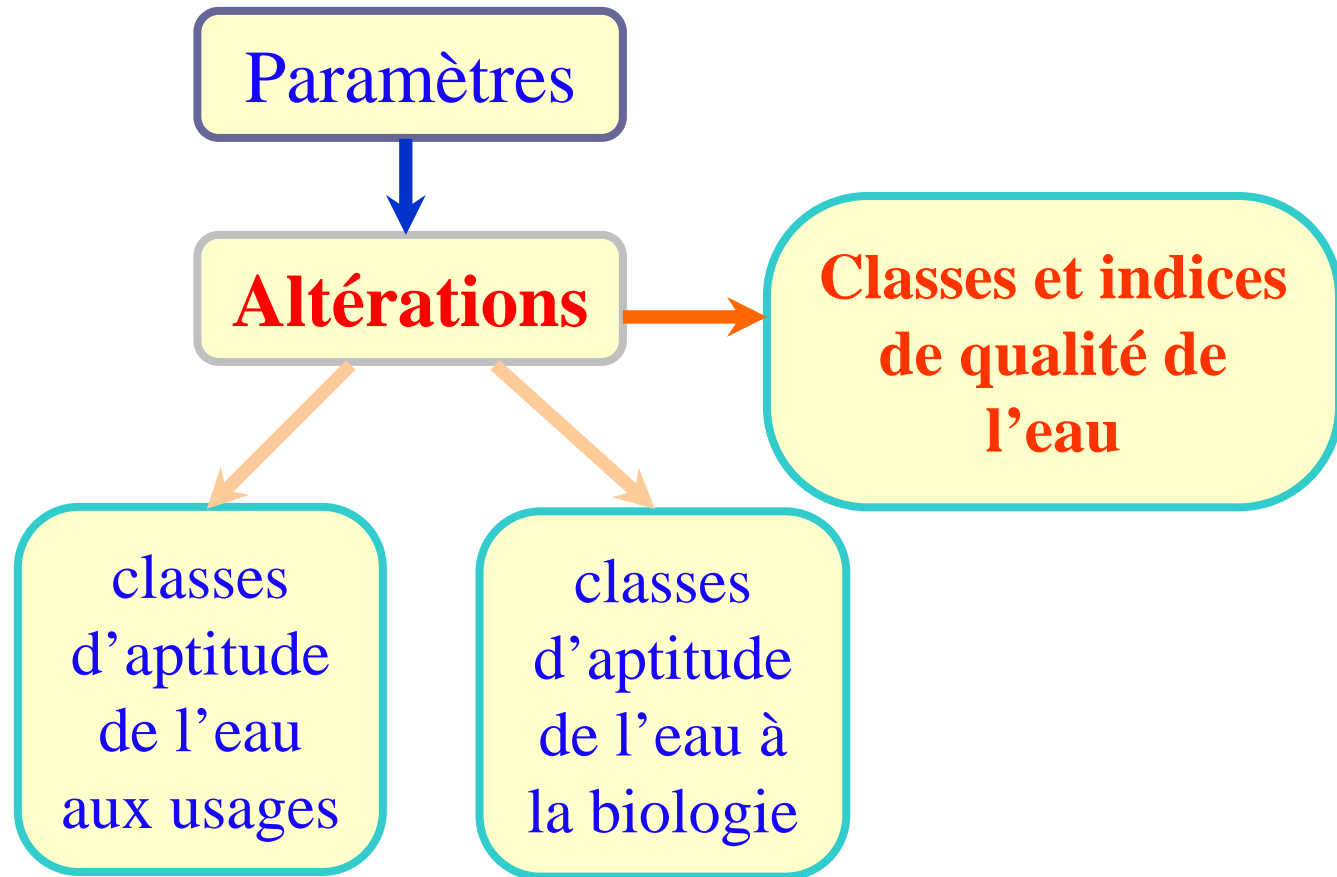 Paramètres
Altérations
Classes et indices
de qualité de
l’eau
classes
d’aptitude
de l’eau
aux usages
classes
d’aptitude
de l’eau à
la biologie